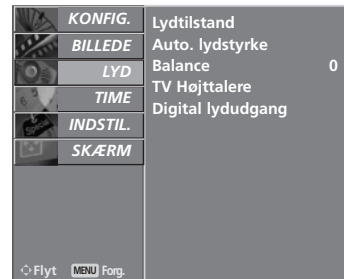 KONFIG.
BILLEDE
LYD
TIME
INDSTIL.
SKÆRM
Lydtilstand
Auto. lydstyrke
Balance 0
TV Højttalere
Digital lydudgang
Flyt MENU Forg.